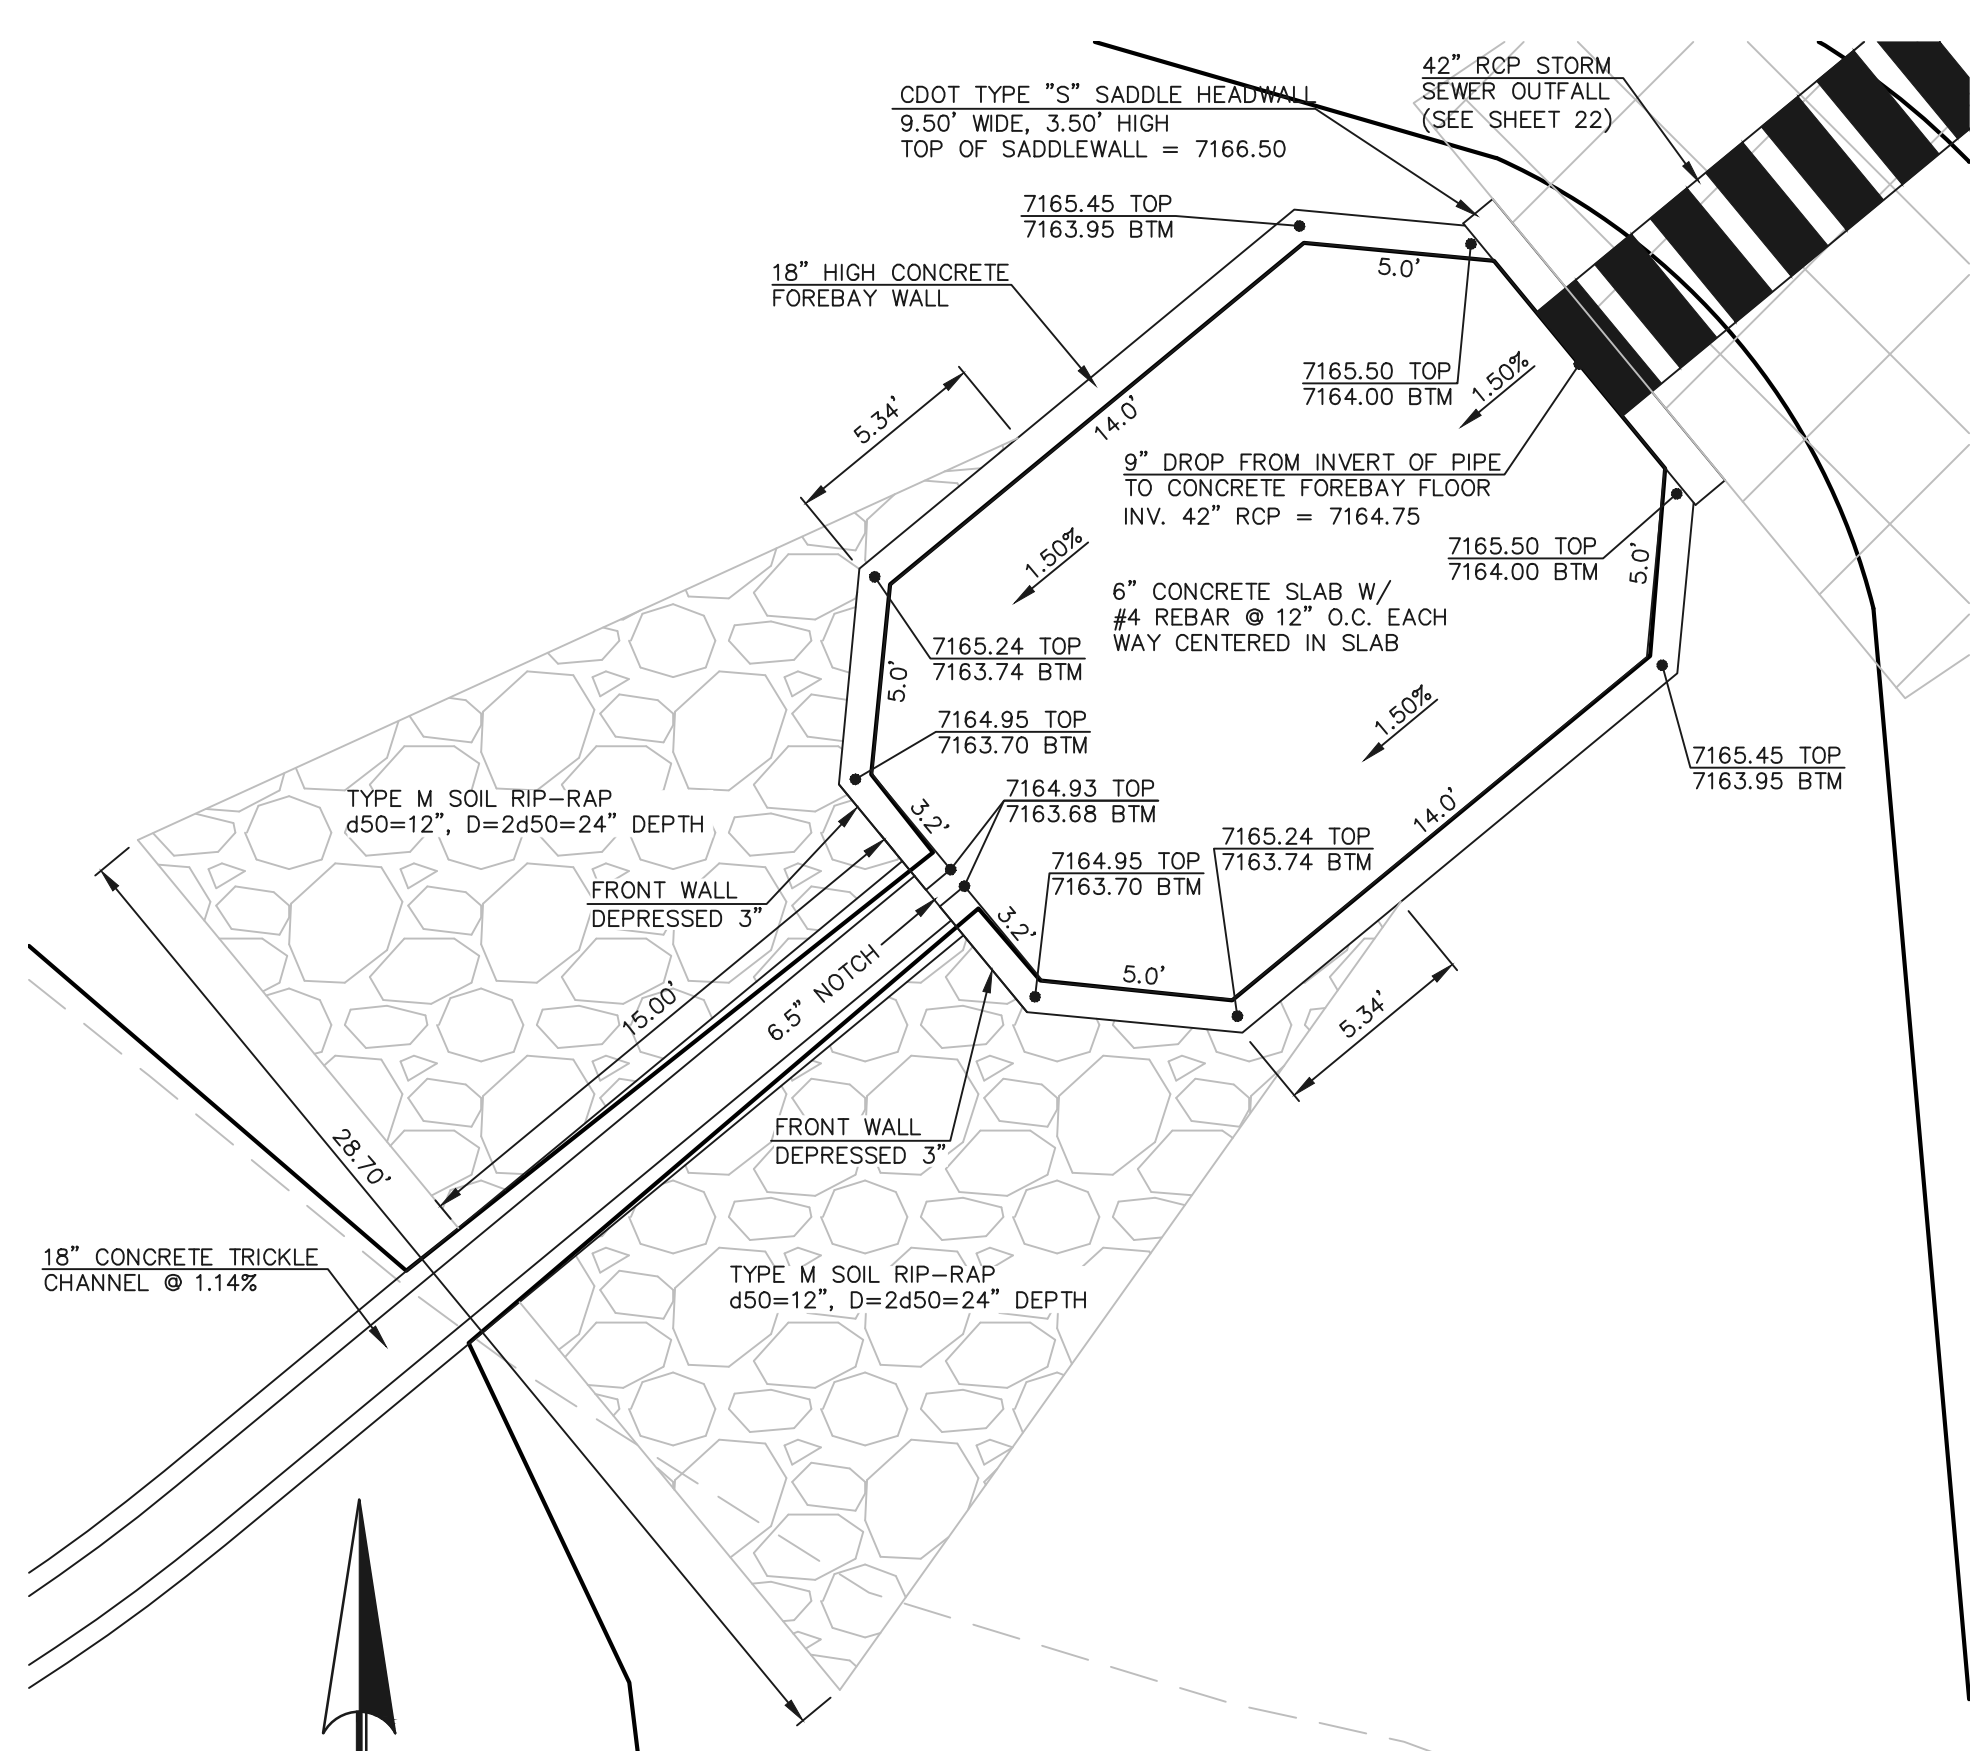 42” RCP STORM
SEWER OUTFALL
(SEE SHEET 22)
CDOT TYPE ”S” SADDLE HEADWALL
9.50’ WIDE, 3.50’ HIGH
TOP OF SADDLEWALL = 7166.50
7165.45 TOP
7163.95 BTM
18” HIGH CONCRETE
FOREBAY WALL
5.0’
7165.50 TOP
7164.00 BTM
1.50%
5.34’
14.0’
9” DROP FROM INVERT OF PIPE
TO CONCRETE FOREBAY FLOOR
INV. 42” RCP = 7164.75
1.50%
7165.50 TOP
7164.00 BTM
5.0’
6” CONCRETE SLAB W/
#4 REBAR @ 12” O.C. EACH
WAY CENTERED IN SLAB
7165.24 TOP
7163.74 BTM
5.0’
7164.95 TOP
7163.70 BTM
1.50%
7165.45 TOP
7163.95 BTM
TYPE M SOIL RIP-RAP
d50=12”, D=2d50=24” DEPTH
3.2’
7164.93 TOP
7163.68 BTM
14.0’
7165.24 TOP
7163.74 BTM
7164.95 TOP
7163.70 BTM
FRONT WALL
DEPRESSED 3”
3.2’
5.0’
15.00’
6.5” NOTCH
5.34’
FRONT WALL
DEPRESSED 3”
28.70’
18” CONCRETE TRICKLE
CHANNEL @ 1.14%
TYPE M SOIL RIP-RAP
d50=12”, D=2d50=24” DEPTH